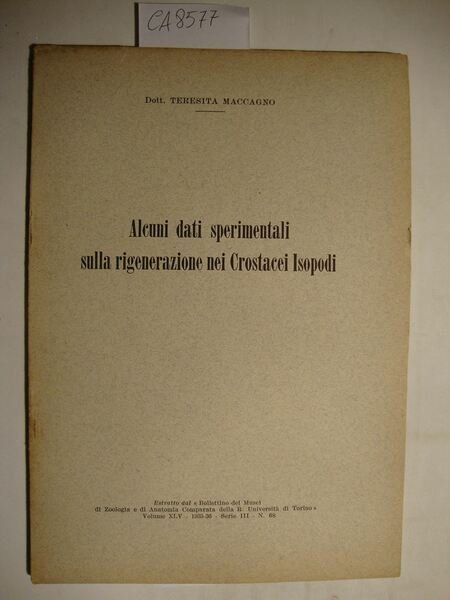 CA8577
Dott. TERESITA MACCAGNO
Alcuni dati sperimentali
sulla rigenerazione nei Crostacei Isopodi
Estratto dal « Bollettino dei Musei
di Zoologia e di Anatomia Comparata della R. Università di Torino »
Volume XLV - 1935-36 - Serie III - N. 68